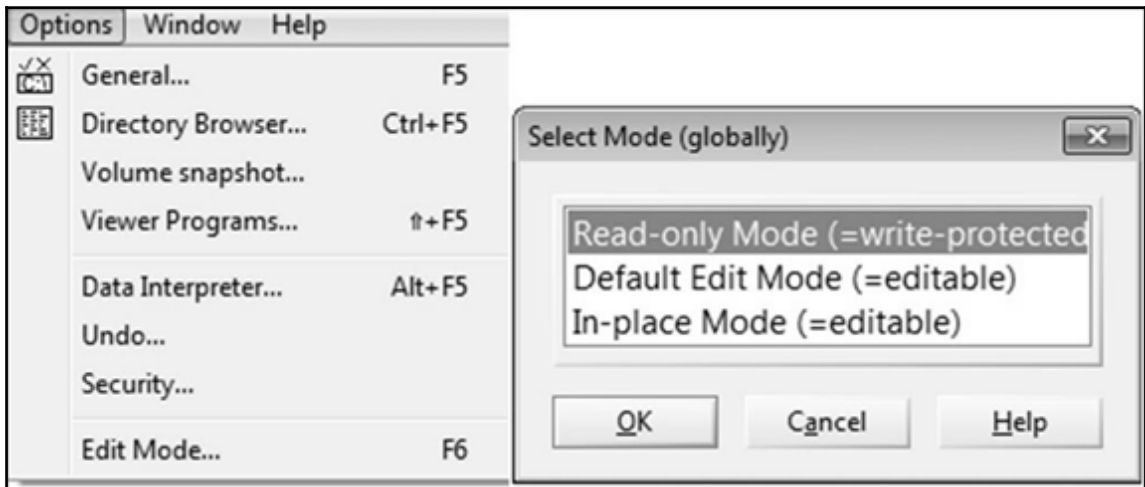 Options Window Help
General... F5
Directory Browser... Ctrl+F5
Volume snapshot...
Viewer Programs... ⇧+F5
Data Interpreter... Alt+F5
Undo...
Security...
Edit Mode... F6
Select Mode (globally)
Read-only Mode (=write-protected
Default Edit Mode (=editable)
In-place Mode (=editable)
OK Cancel Help